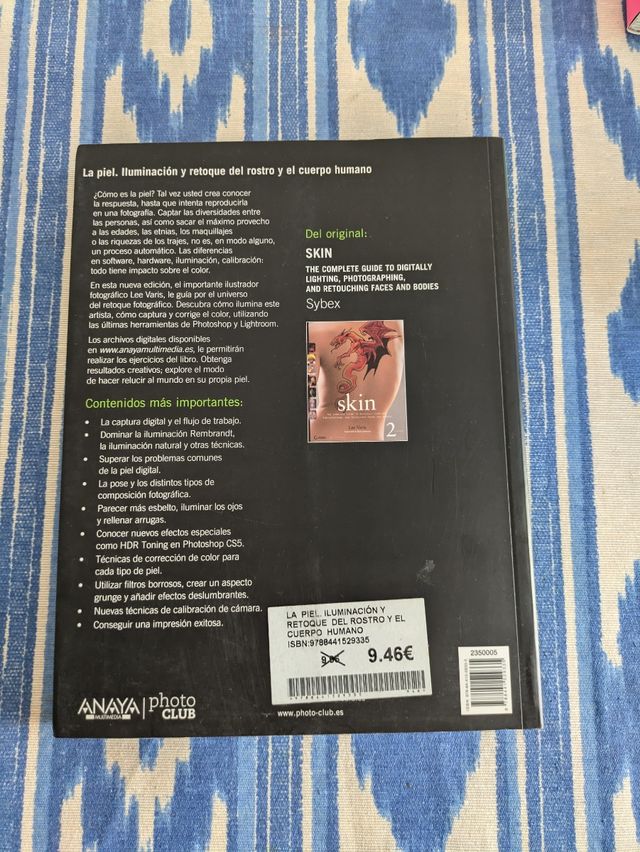 La piel. Iluminación y retoque del rostro y el cuerpo humano
¿Cómo es la piel? Tal vez usted crea conocer
la respuesta, hasta que intenta reproducirla
en una fotografía. Captar las diversidades entre
las personas, así como sacar el máximo provecho
a las edades, las etnias, los maquillajes
o las riquezas de los trajes, no es, en modo alguno,
un proceso automático. Las diferencias
en software, hardware, iluminación, calibración:
todo tiene impacto sobre el color.
En esta nueva edición, el importante ilustrador
fotográfico Lee Varis, le guía por el universo
del retoque fotográfico. Descubra cómo ilumina este
artista, cómo captura y corrige el color, utilizando
las últimas herramientas de Photoshop y Lightroom.
Los archivos digitales disponibles
en www.anayamultimedia.es, le permitirán
realizar los ejercicios del libro. Obtenga
resultados creativos; explore el modo
de hacer relucir al mundo en su propia piel.
Contenidos más importantes:
• La captura digital y el flujo de trabajo.
• Dominar la iluminación Rembrandt,
la iluminación natural y otras técnicas.
• Superar los problemas comunes
de la piel digital.
• La pose y los distintos tipos de
composición fotográfica.
• Parecer más esbelto, iluminar los ojos
y rellenar arrugas.
• Conocer nuevos efectos especiales
como HDR Toning en Photoshop CS5.
• Técnicas de corrección de color para
cada tipo de piel.
• Utilizar filtros borrosos, crear un aspecto
grunge y añadir efectos deslumbrantes.
• Nuevas técnicas de calibración de cámara.
• Conseguir una impresión exitosa.
Del original:
SKIN
THE COMPLETE GUIDE TO DIGITALLY
LIGHTING, PHOTOGRAPHING,
AND RETOUCHING FACES AND BODIES
Sybex
skin
Lee Varis
2
LA PIEL. ILUMINACIÓN Y
RETOQUE DEL ROSTRO Y EL
CUERPO HUMANO
ISBN:9788441529335
9.46€
2350005
ANAYA
MULTIMEDIA
photo
CLUB
www.photo-club.es